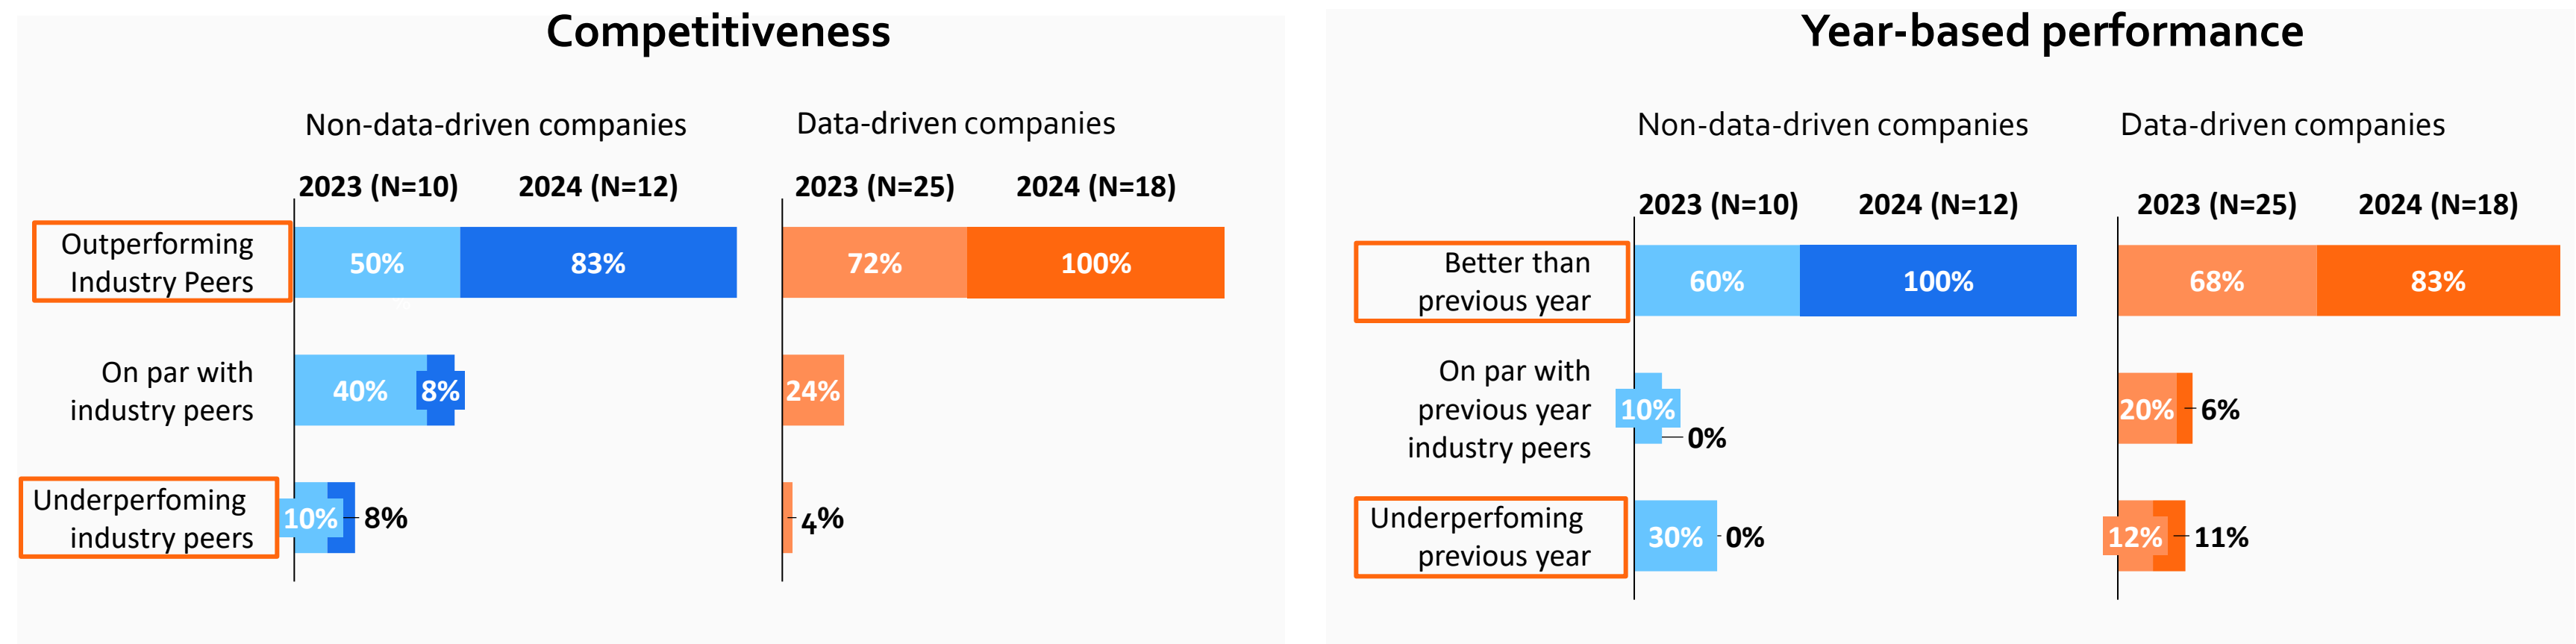 Competitiveness
Non-data-driven companies
Data-driven companies
2023 (N=10)
2024 (N=12)
2023 (N=25)
2024 (N=18)
Outperforming
Industry Peers
50%
83%
72%
100%
On par with
industry peers
40%
8%
24%
Underperfoming
industry peers
10%
8%
4%
Year-based performance
Non-data-driven companies
Data-driven companies
2023 (N=10)
2024 (N=12)
2023 (N=25)
2024 (N=18)
Better than
previous year
60%
100%
68%
83%
On par with
previous year
industry peers
10%
0%
20%
6%
Underperfoming
previous year
30%
0%
12%
11%